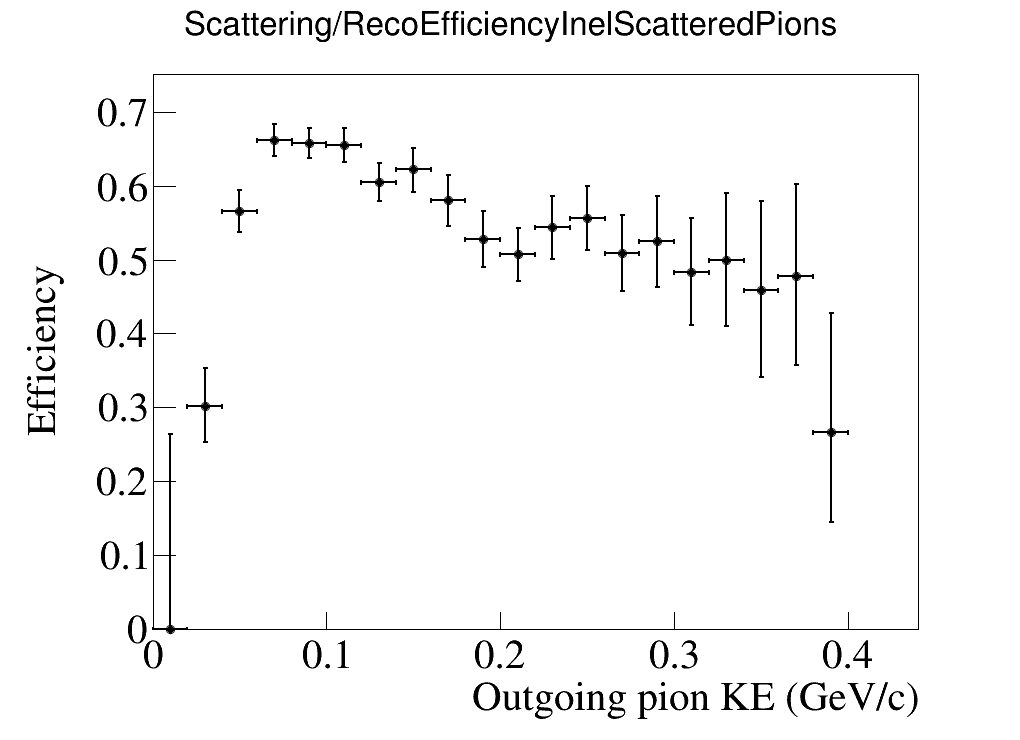 Scattering/RecoEfficiencyInelScatteredPions
0.7
0.6
0.5
0.4
0.3
0.2
0.1
0
Efficiency
0 0.1 0.2 0.3 0.4
Outgoing pion KE (GeV/c)